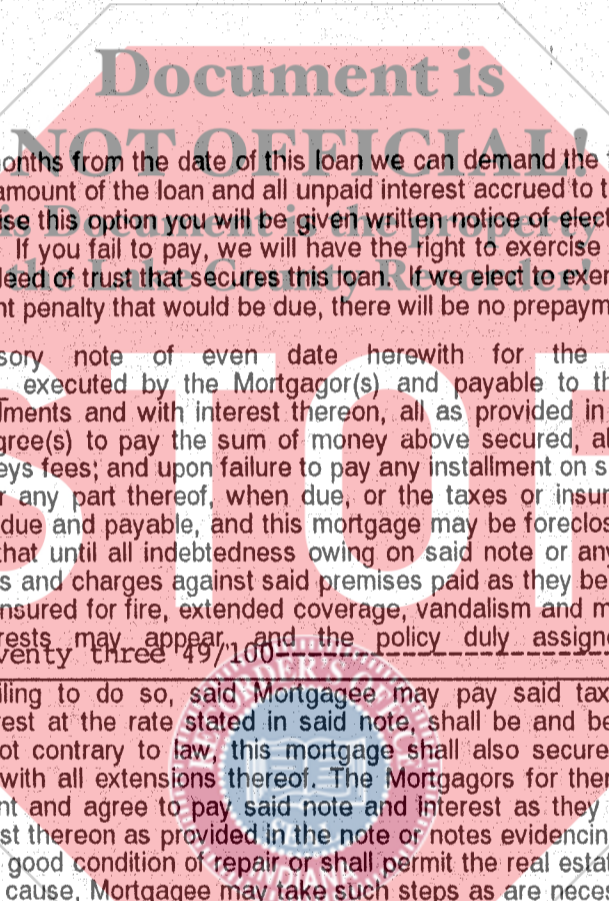 Document is
NOT OFFICIAL!
This Document is the property
the Lake County Recorder!
STOP
onths from the date of this loan we can demand the
amount of the loan and all unpaid interest accrued to t
ise this option you will be given written notice of elect
If you fail to pay, we will have the right to exercise
deed of trust that secures this loan. If we elect to exer
nt penalty that would be due, there will be no prepaym
sory note of even date herewith for the
executed by the Mortgagor(s) and payable to th
lments and with interest thereon, all as provided in
gree(s) to pay the sum of money above secured, al
eys fees; and upon failure to pay any installment on s
r any part thereof, when due, or the taxes or insur
due and payable, and this mortgage may be foreclos
that until all indebtedness owing on said note or any
s and charges against said premises paid as they be
nsured for fire, extended coverage, vandalism and m
rests may appear, and the policy duly assign
venty three 49/100--------------------
iling to do so, said Mortgagee may pay said tax
rest at the rate stated in said note, shall be and be
ot contrary to law, this mortgage shall also secure
with all extensions thereof. The Mortgagors for then
nt and agree to pay said note and interest as they
st thereon as provided in the note or notes evidencin
good condition of repair or shall permit the real estat
cause, Mortgagee may take such steps as are neces
RECORDER'S OFFICE
INDIANA